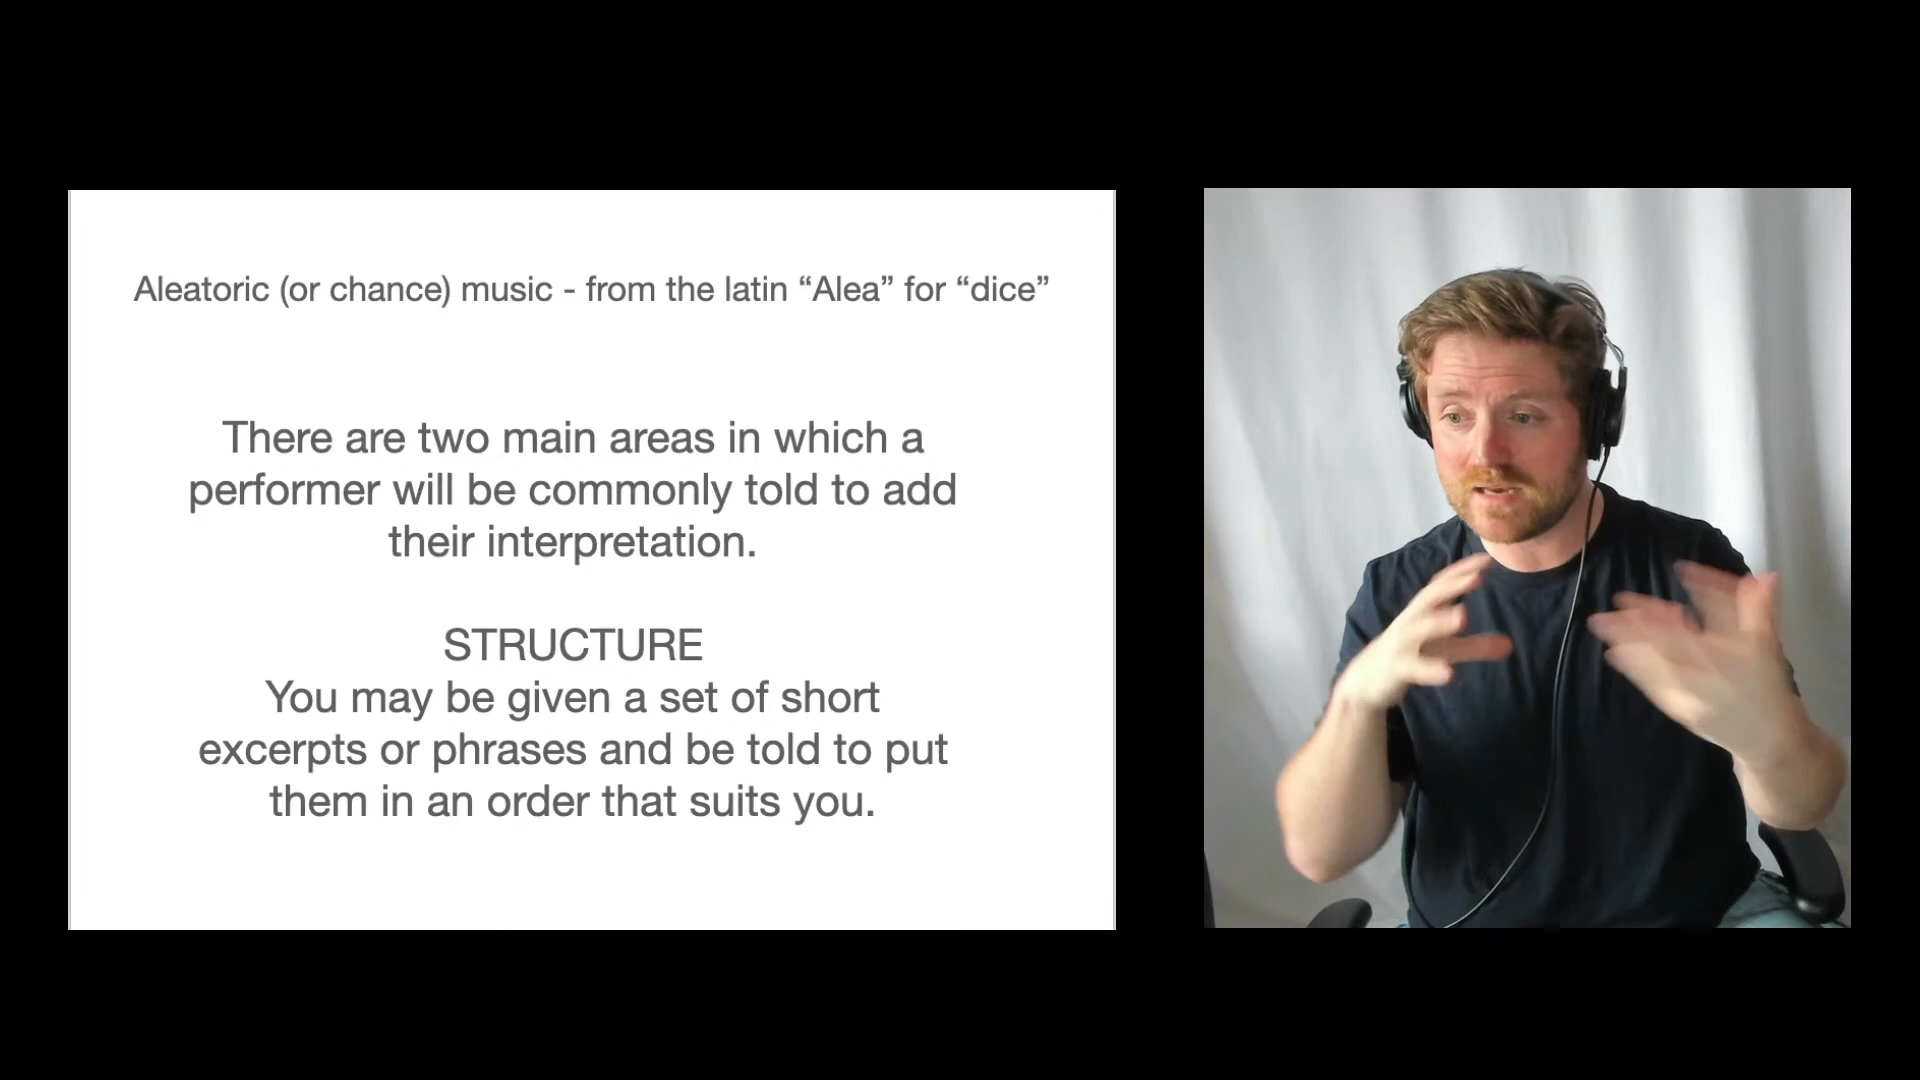 Aleatoric (or chance) music - from the latin “Alea” for “dice”
There are two main areas in which a
performer will be commonly told to add
their interpretation.
STRUCTURE
You may be given a set of short
excerpts or phrases and be told to put
them in an order that suits you.